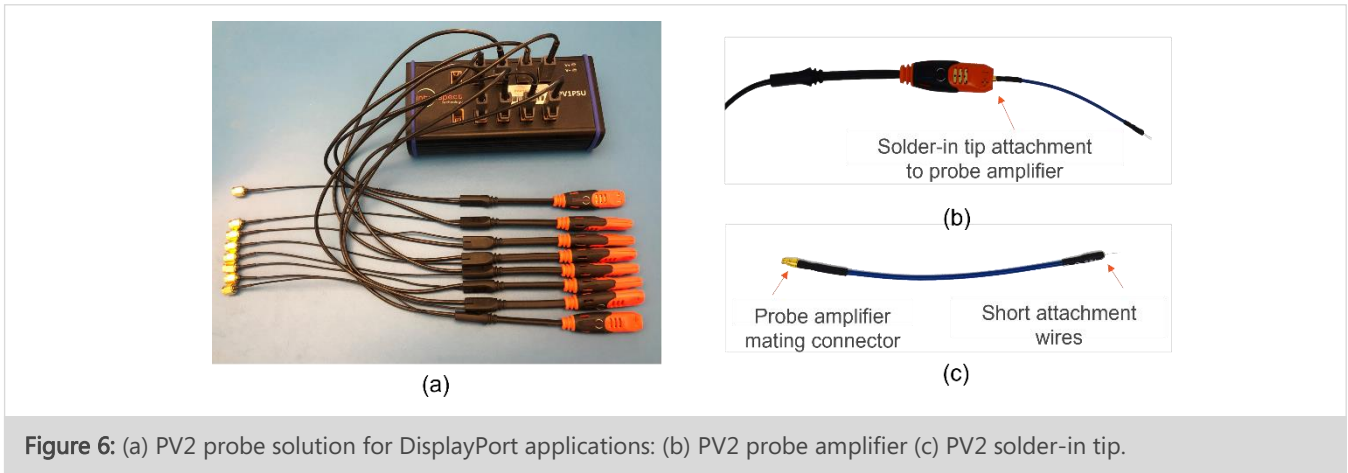 PV1PSU
Solder-in tip attachment
to probe amplifier
(b)
Probe amplifier
mating connector
Short attachment
wires
(a)
(c)
Figure 6: (a) PV2 probe solution for DisplayPort applications: (b) PV2 probe amplifier (c) PV2 solder-in tip.